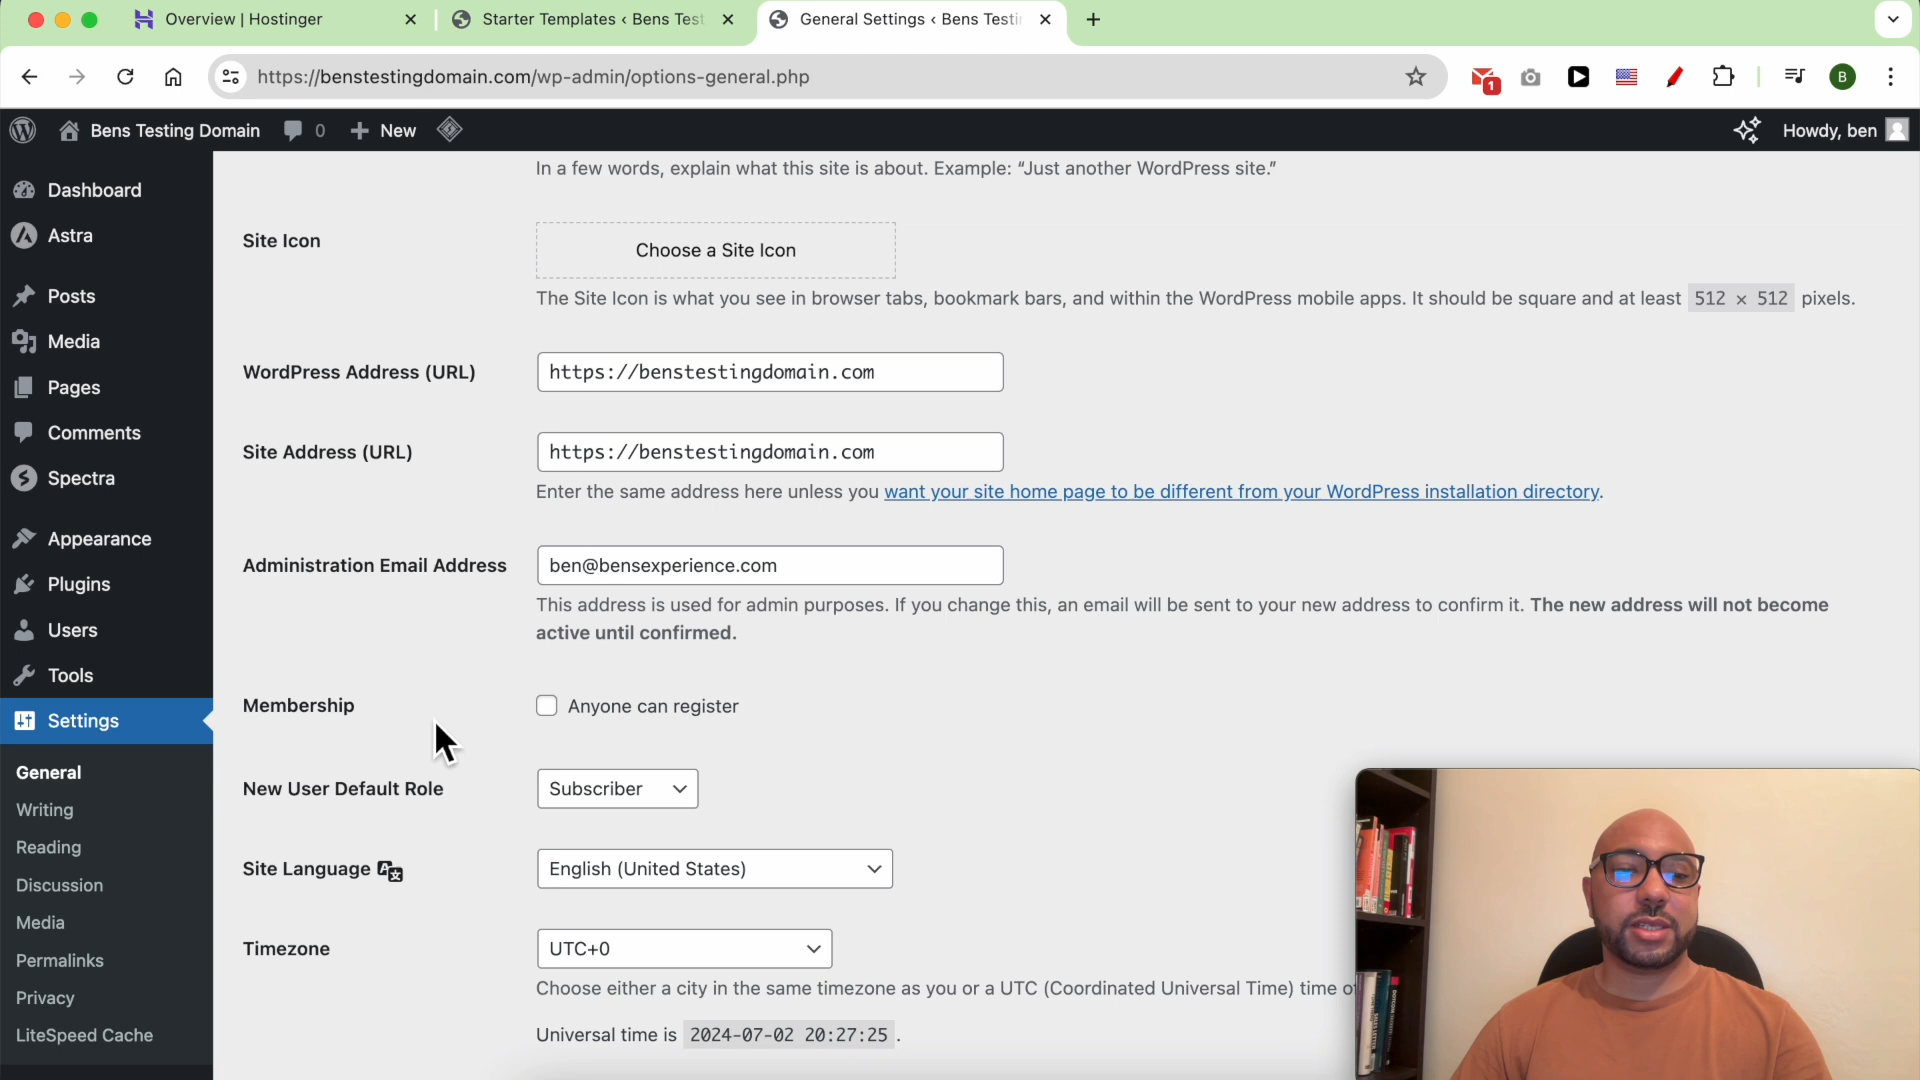 Overview | Hostinger
Starter Templates ‹ Bens Test
General Settings ‹ Bens Testi
https://benstestingdomain.com/wp-admin/options-general.php
1
B
Bens Testing Domain
0
New
Howdy, ben
Dashboard
Astra
Posts
Media
Pages
Comments
Spectra
Appearance
Plugins
Users
Tools
Settings
General
Writing
Reading
Discussion
Media
Permalinks
Privacy
LiteSpeed Cache
In a few words, explain what this site is about. Example: “Just another WordPress site.”
Site Icon
Choose a Site Icon
The Site Icon is what you see in browser tabs, bookmark bars, and within the WordPress mobile apps. It should be square and at least 512 × 512 pixels.
WordPress Address (URL)
https://benstestingdomain.com
Site Address (URL)
https://benstestingdomain.com
Enter the same address here unless you want your site home page to be different from your WordPress installation directory.
Administration Email Address
ben@bensexperience.com
This address is used for admin purposes. If you change this, an email will be sent to your new address to confirm it. The new address will not become
active until confirmed.
Membership
Anyone can register
New User Default Role
Subscriber
Site Language
English (United States)
Timezone
UTC+0
Choose either a city in the same timezone as you or a UTC (Coordinated Universal Time) time
Universal time is 2024-07-02 20:27:25 .